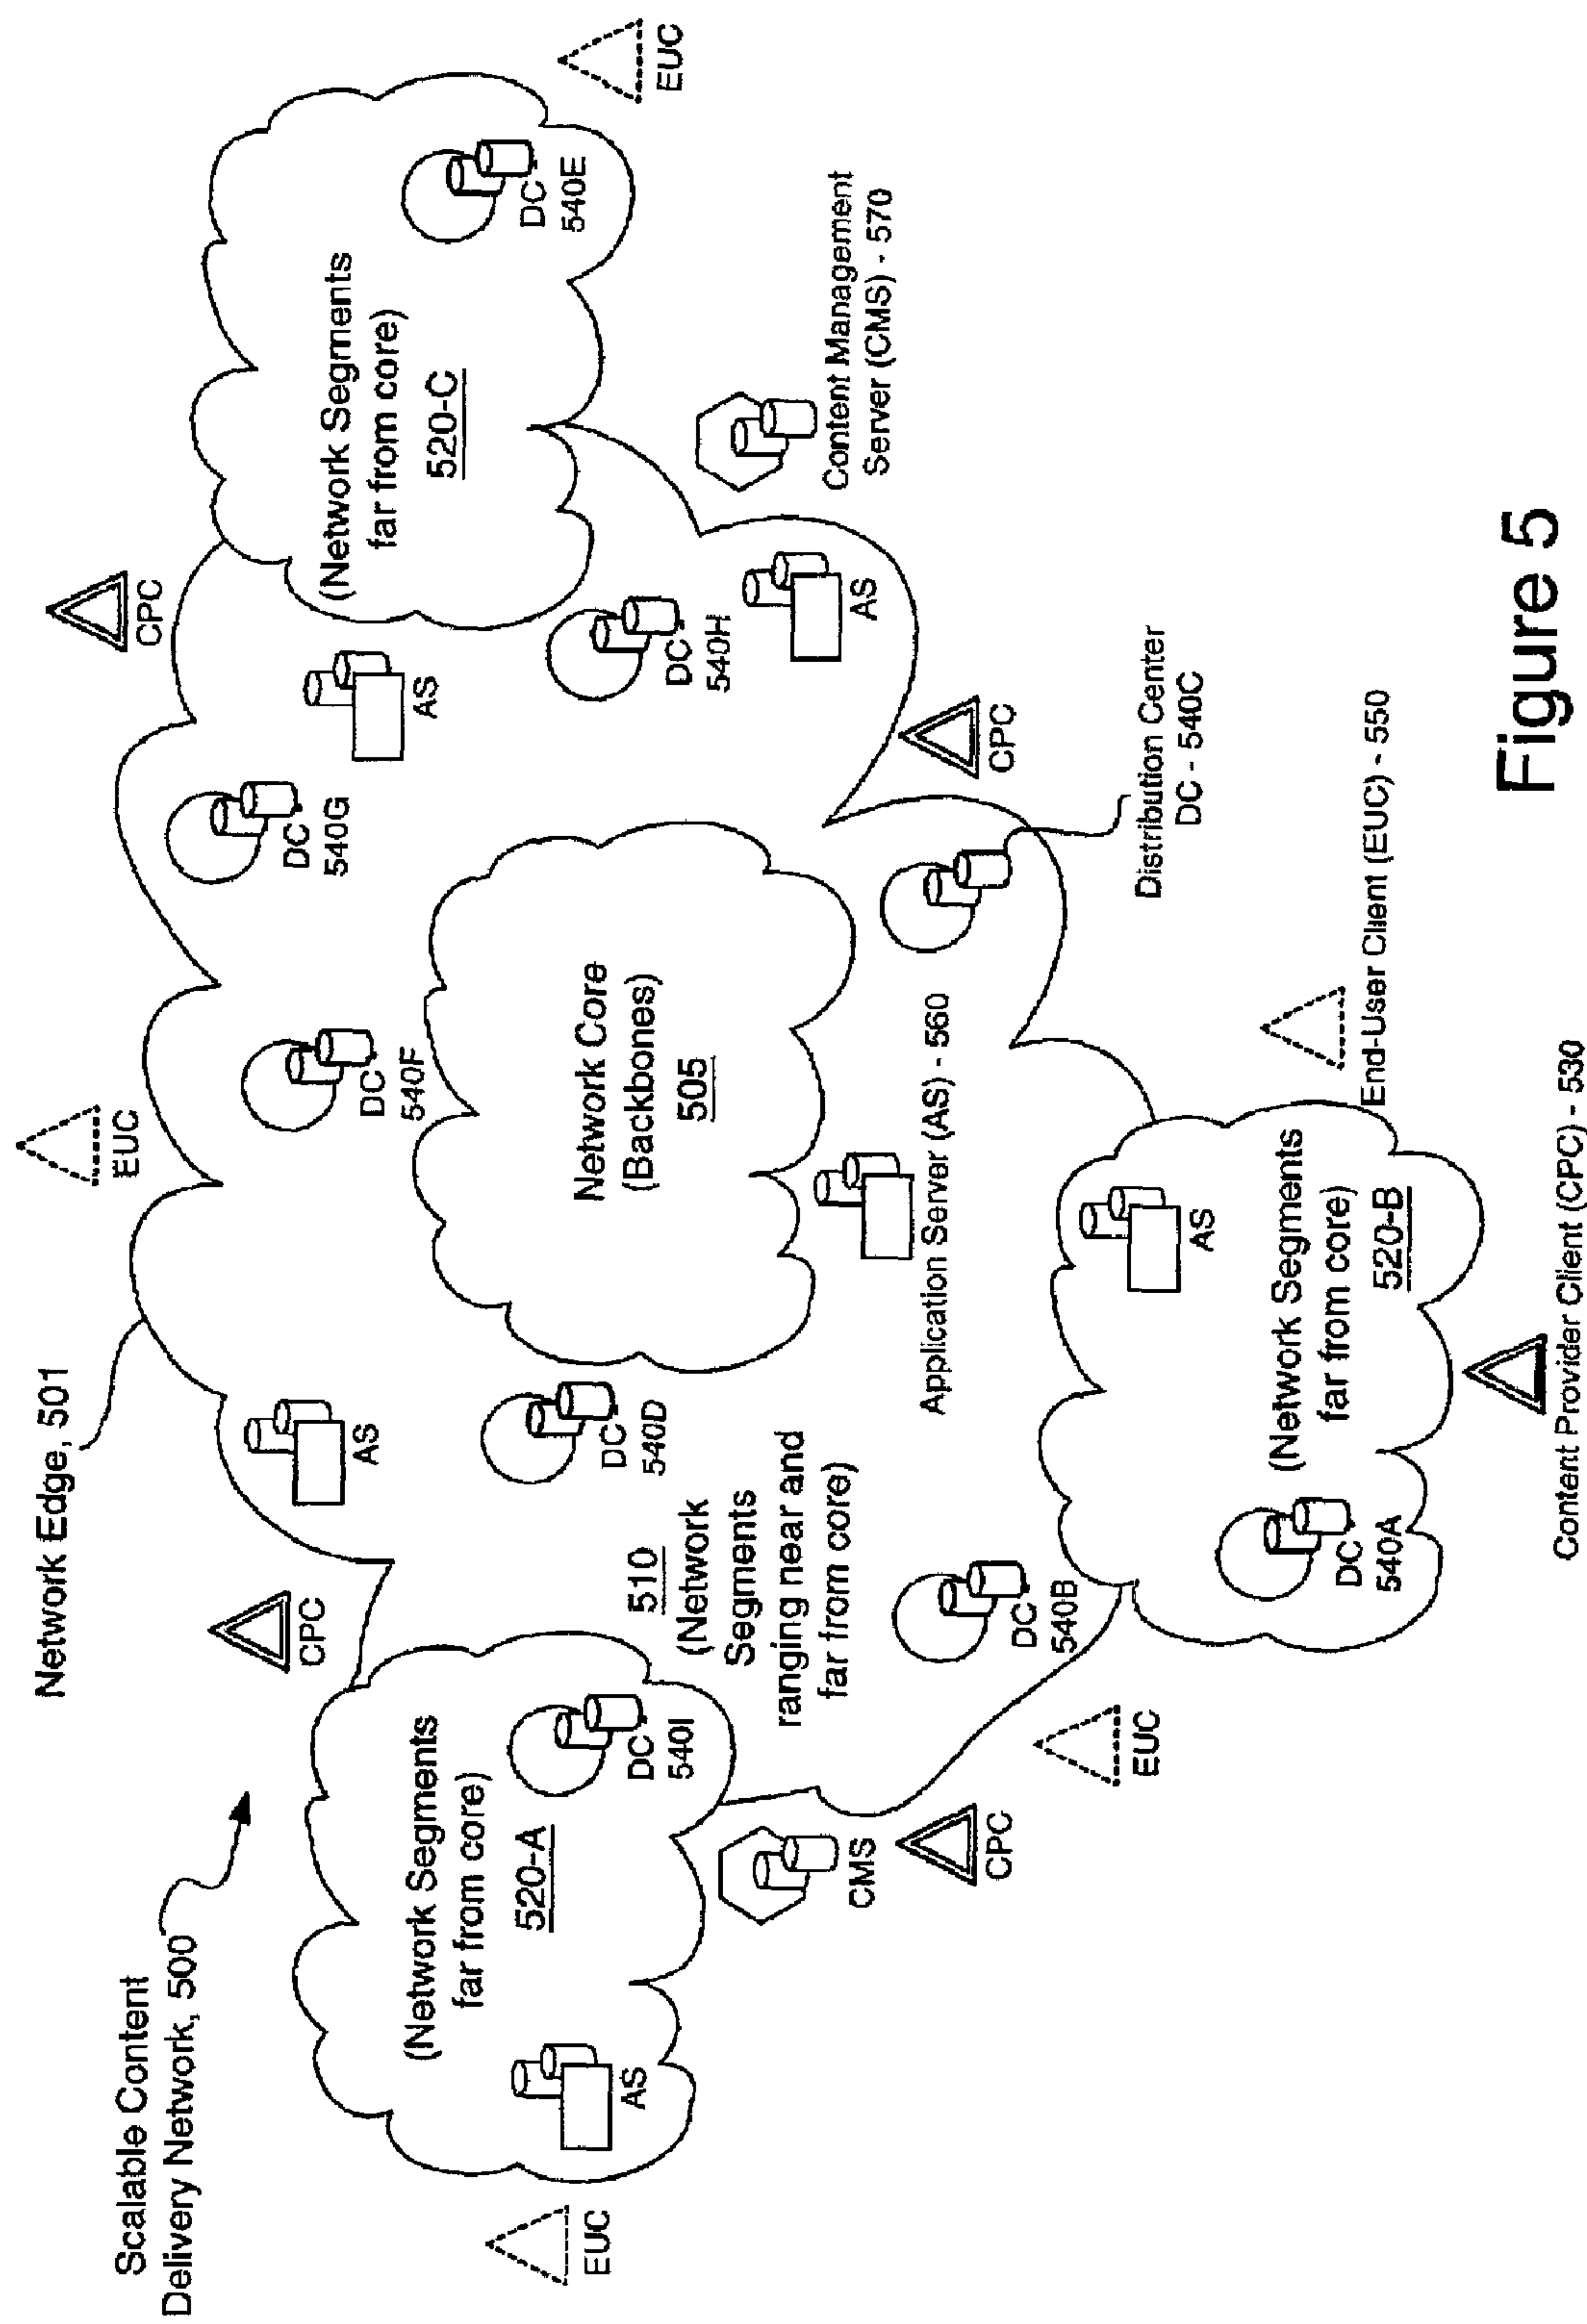 Scalable Content
Delivery Network, 500
Network Edge, 501
EUC
CPC
EUC
CPC
AS
AS
DC
540F
DC
540G
(Network Segments
far from core)
520-A
AS
DC
540I
DC
540D
Network Core
(Backbones)
505
(Network Segments
far from core)
520-C
DC
540E
EUC
510
(Network
Segments
ranging near and
far from core)
DC
540H
AS
CMS
CPC
DC
540B
Application Server (AS) - 560
Content Management
Server (CMS) - 570
CPC
EUC
AS
Distribution Center
DC - 540C
(Network Segments
far from core)
520-B
DC
540A
End-User Client (EUC) - 550
Content Provider Client (CPC) - 530
Figure 5